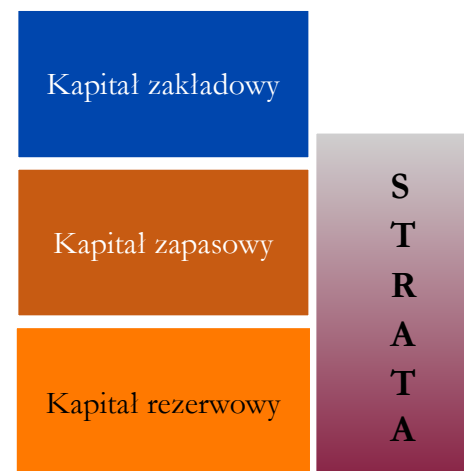 Kapitał zakładowy
Kapitał zapasowy
Kapitał rezerwowy
S
T
R
A
T
A